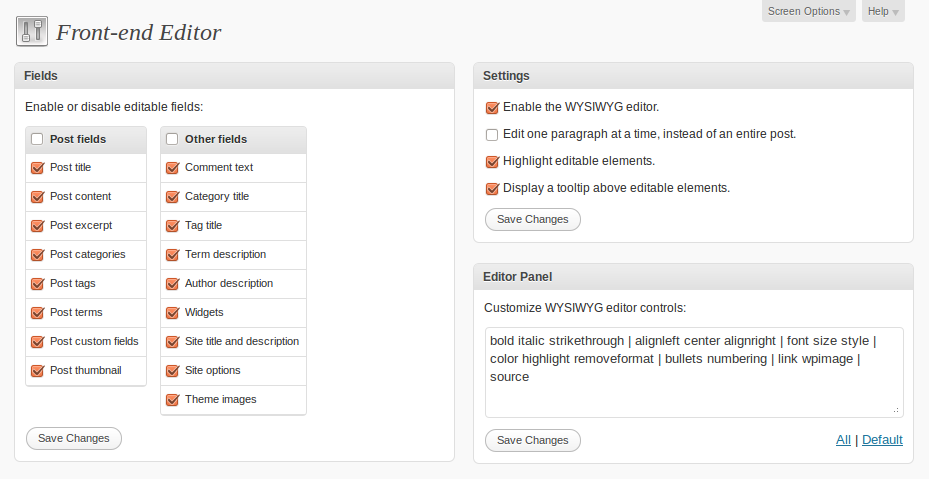 Screen Options
Help
Front-end Editor
Fields
Enable or disable editable fields:
Post fields
Post title
Post content
Post excerpt
Post categories
Post tags
Post terms
Post custom fields
Post thumbnail
Other fields
Comment text
Category title
Tag title
Term description
Author description
Widgets
Site title and description
Site options
Theme images
Save Changes
Settings
Enable the WYSIWYG editor.
Edit one paragraph at a time, instead of an entire post.
Highlight editable elements.
Display a tooltip above editable elements.
Save Changes
Editor Panel
Customize WYSIWYG editor controls:
bold italic strikethrough | alignleft center alignright | font size style |
color highlight removeformat | bullets numbering | link wpimage |
source
Save Changes
All | Default